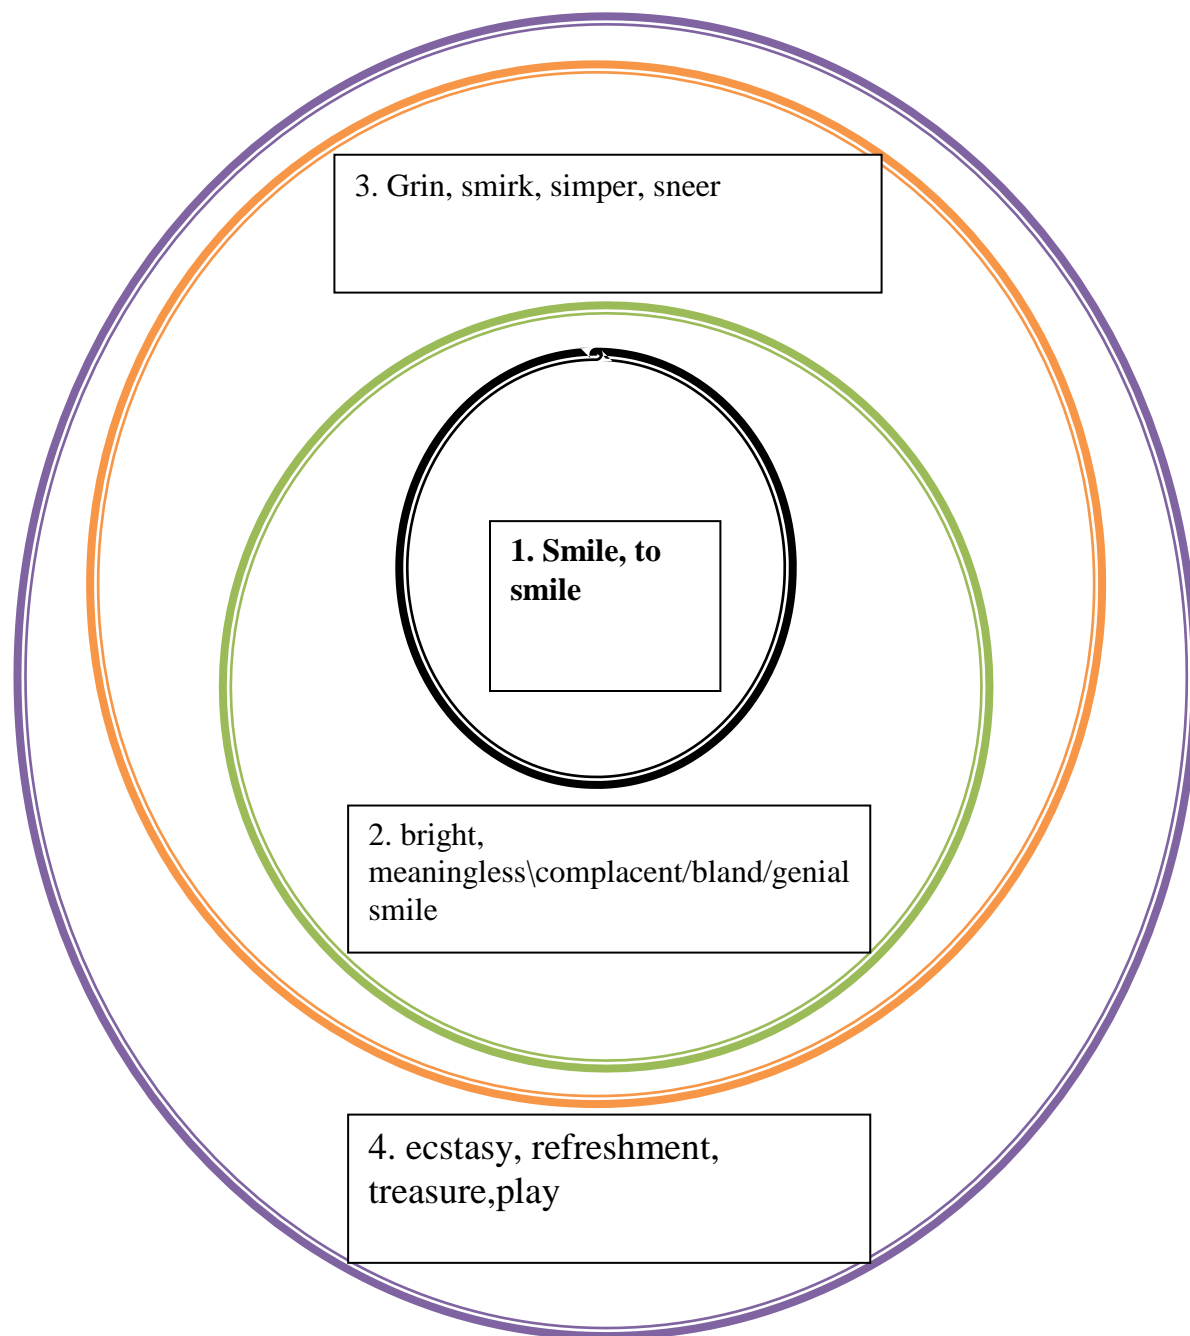 3. Grin, smirk, simper, sneer
1. Smile, to
smile
2. bright,
meaningless\complacent/bland/genial
smile
4. ecstasy, refreshment,
treasure,play